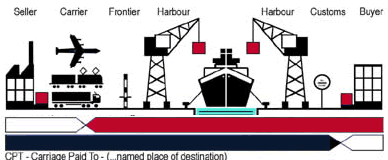 Seller Carrier Frontier Harbour Harbour Customs Buyer
CPT - Carriage Paid To - (...named place of destination)